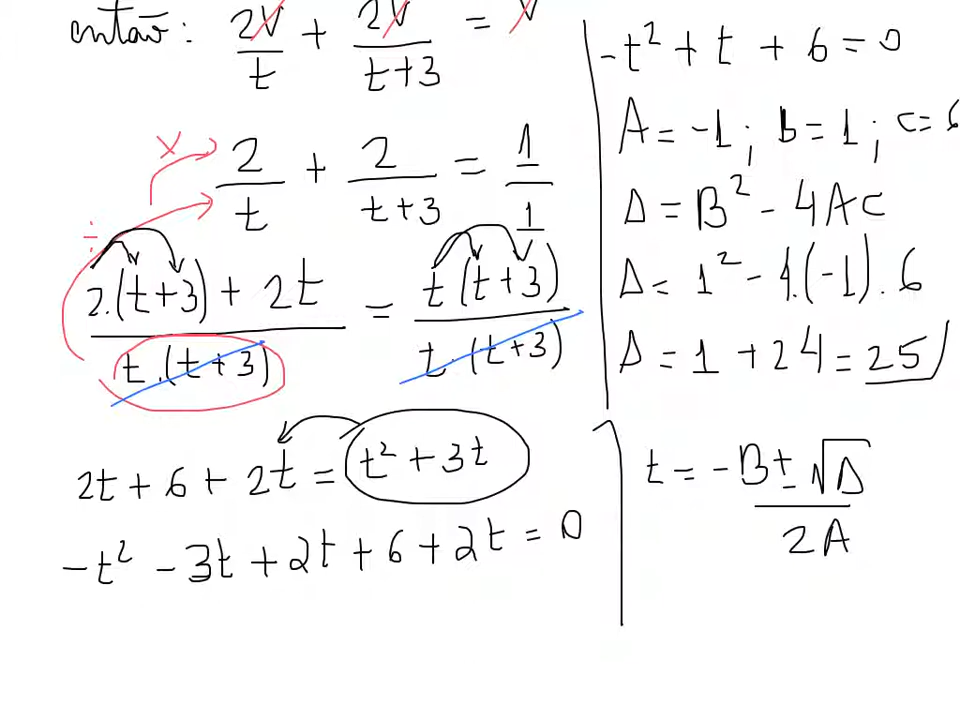 então: 2V/t + 2V/t+3 = V
2/t + 2/t+3 = 1/1
x
÷
2.(t+3) + 2t / t.(t+3) = t(t+3) / t.(t+3)
2t + 6 + 2t = t² + 3t
-t² - 3t + 2t + 6 + 2t = 0
-t² + t + 6 = 0
A = -1; b = 1; c = 6
Δ = B² - 4AC
Δ = 1² - 4.(-1).6
Δ = 1 + 24 = 25
t = -B ± √Δ / 2A